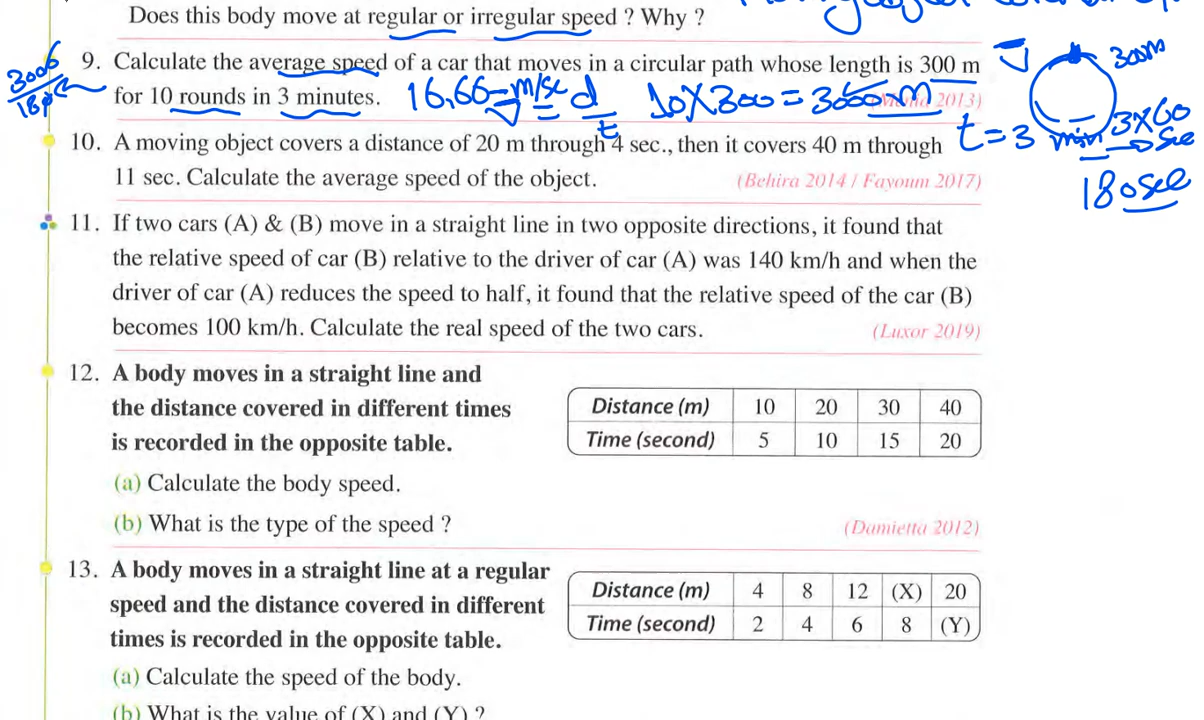 Does this body move at regular or irregular speed ? Why ?
9. Calculate the average speed of a car that moves in a circular path whose length is 300 m
for 10 rounds in 3 minutes.
2013)
3000
180
16,66 m/sec
d
t
10X300 = 3000 m
300m
t = 3 min
3X60
sec
180sec
10. A moving object covers a distance of 20 m through 4 sec., then it covers 40 m through
11 sec. Calculate the average speed of the object.
(Behira 2014 / Fayoum 2017)
11. If two cars (A) & (B) move in a straight line in two opposite directions, it found that
the relative speed of car (B) relative to the driver of car (A) was 140 km/h and when the
driver of car (A) reduces the speed to half, it found that the relative speed of the car (B)
becomes 100 km/h. Calculate the real speed of the two cars.
(Luxor 2019)
12. A body moves in a straight line and
the distance covered in different times
is recorded in the opposite table.
Distance (m) 10 20 30 40
Time (second) 5 10 15 20
(a) Calculate the body speed.
(b) What is the type of the speed ?
(Damietta 2012)
13. A body moves in a straight line at a regular
speed and the distance covered in different
times is recorded in the opposite table.
Distance (m) 4 8 12 (X) 20
Time (second) 2 4 6 8 (Y)
(a) Calculate the speed of the body.
(b) What is the value of (X) and (Y) ?